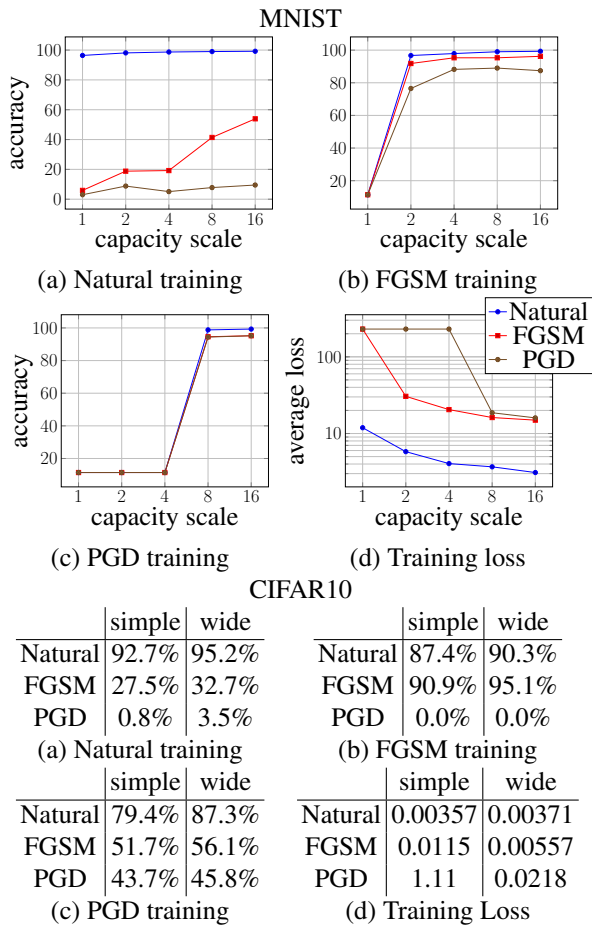 MNIST
100
80
60
40
20
0
accuracy
1 2 4 8 16
capacity scale
(a) Natural training
100
80
60
40
20
1 2 4 8 16
capacity scale
(b) FGSM training
100
80
60
40
20
accuracy
1 2 4 8 16
capacity scale
(c) PGD training
Natural
FGSM
PGD
100
10
average loss
1 2 4 8 16
capacity scale
(d) Training loss
CIFAR10
simple wide
Natural 92.7% 95.2%
FGSM 27.5% 32.7%
PGD 0.8% 3.5%
(a) Natural training
simple wide
Natural 87.4% 90.3%
FGSM 90.9% 95.1%
PGD 0.0% 0.0%
(b) FGSM training
simple wide
Natural 79.4% 87.3%
FGSM 51.7% 56.1%
PGD 43.7% 45.8%
(c) PGD training
simple wide
Natural 0.00357 0.00371
FGSM 0.0115 0.00557
PGD 1.11 0.0218
(d) Training Loss